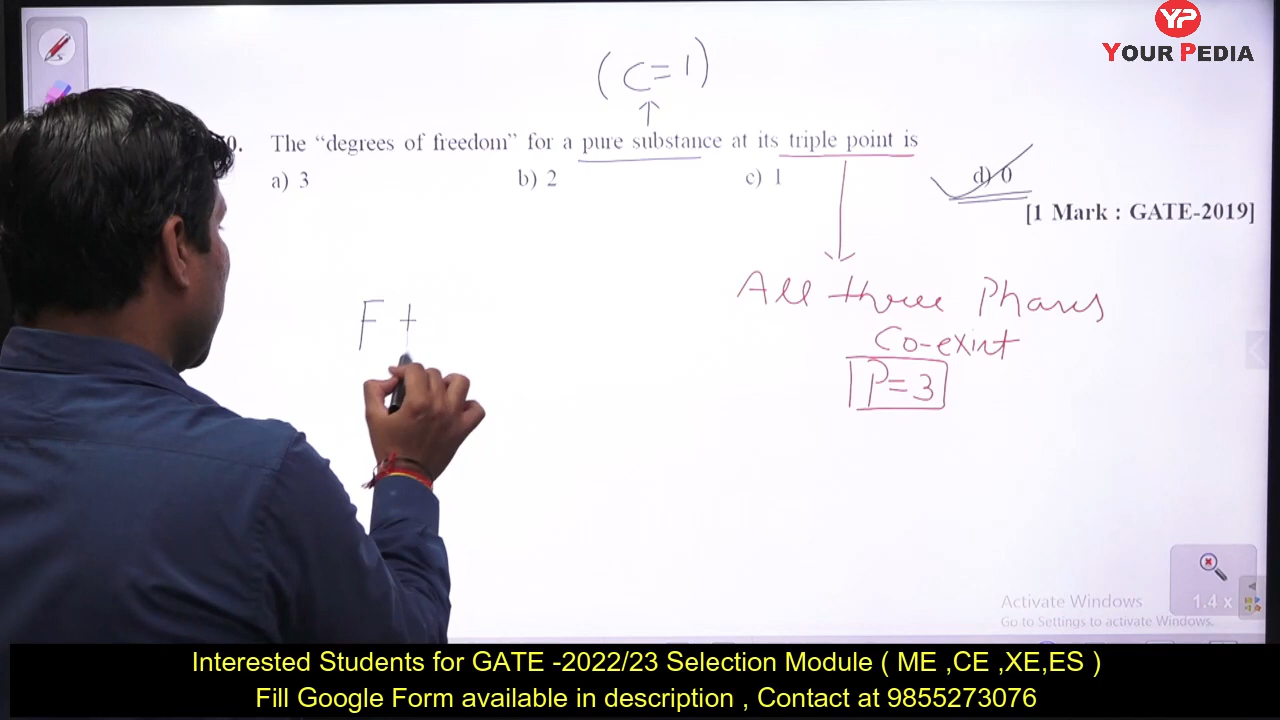 YP
YOUR PEDIA
(C=1)
0. The “degrees of freedom” for a pure substance at its triple point is
a) 3 b) 2 c) 1 d) 0
[1 Mark : GATE-2019]
All three Phases
Co-exist
P=3
F +
1.4 x
Activate Windows
Go to Settings to activate Windows.
Interested Students for GATE -2022/23 Selection Module ( ME ,CE ,XE,ES )
Fill Google Form available in description , Contact at 9855273076